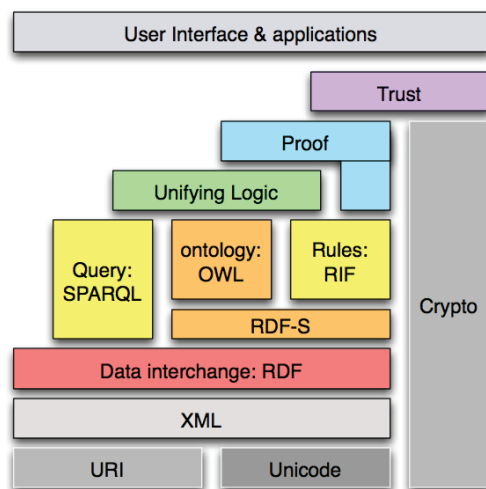 User Interface & applications
Trust
Proof
Unifying Logic
Query:
SPARQL
ontology:
OWL
Rules:
RIF
Crypto
RDF-S
Data interchange: RDF
XML
URI
Unicode